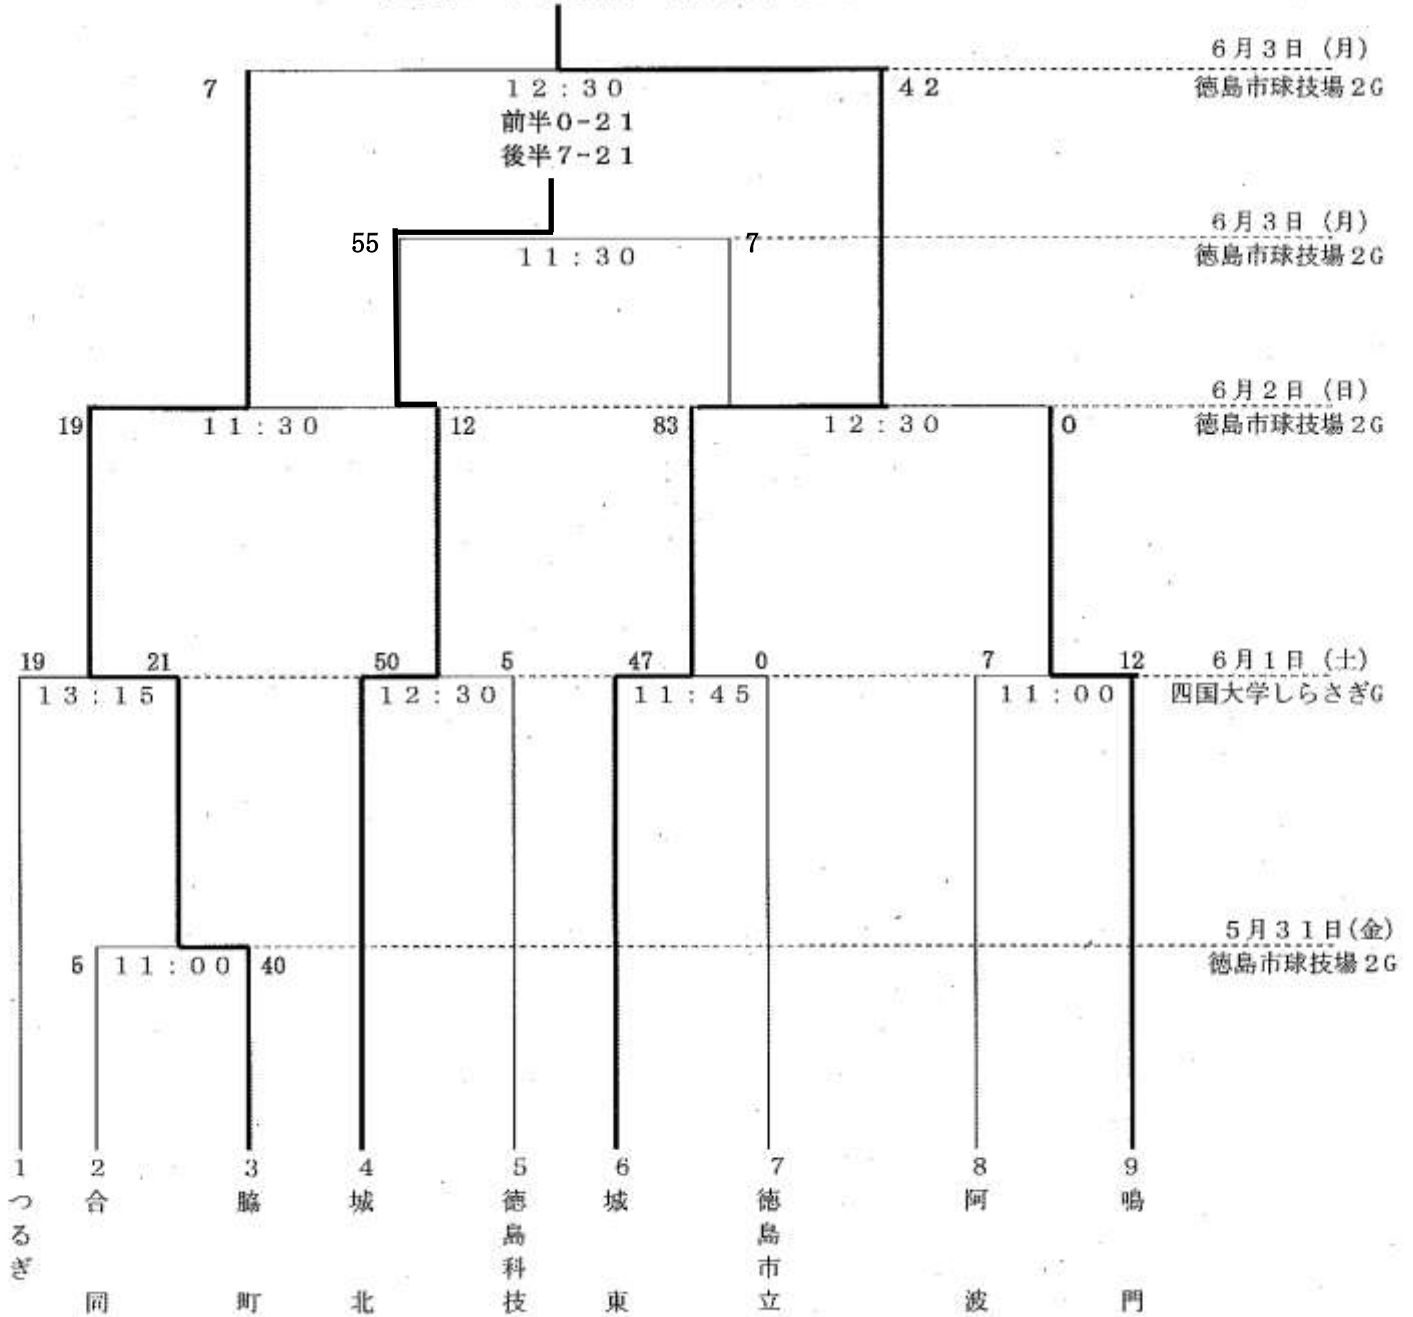 6月3日（月）
7
12：30
42
徳島市球技場2G
前半0-21
後半7-21
6月3日（月）
55
7
11：30
徳島市球技場2G
6月2日（日）
19
11：30
12
83
12：30
0
徳島市球技場2G
19
21
50
5
47
0
7
12
6月1日（土）
13：15
12：30
11：45
11：00
四国大学しらさぎG
5月31日(金)
5
11：00
40
徳島市球技場2G
1
2
3
4
5
6
7
8
9
つるぎ
合同
脇町
城北
徳島科技
城東
徳島市立
阿波
鳴門